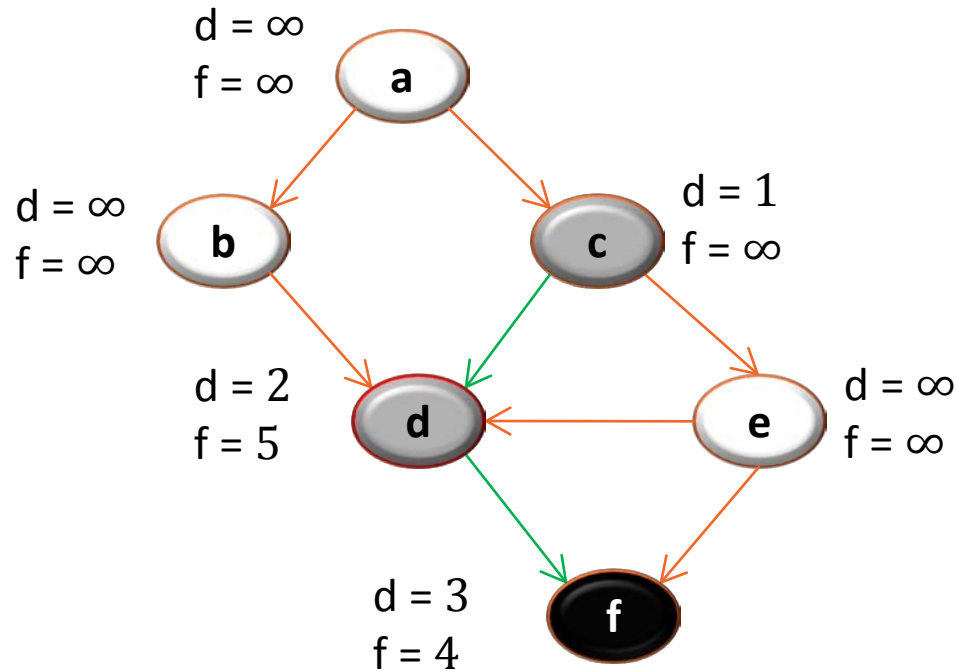 d = ∞
f = ∞
a
d = ∞
f = ∞
b
c
d = 1
f = ∞
d = 2
f = 5
d
e
d = ∞
f = ∞
d = 3
f = 4
f